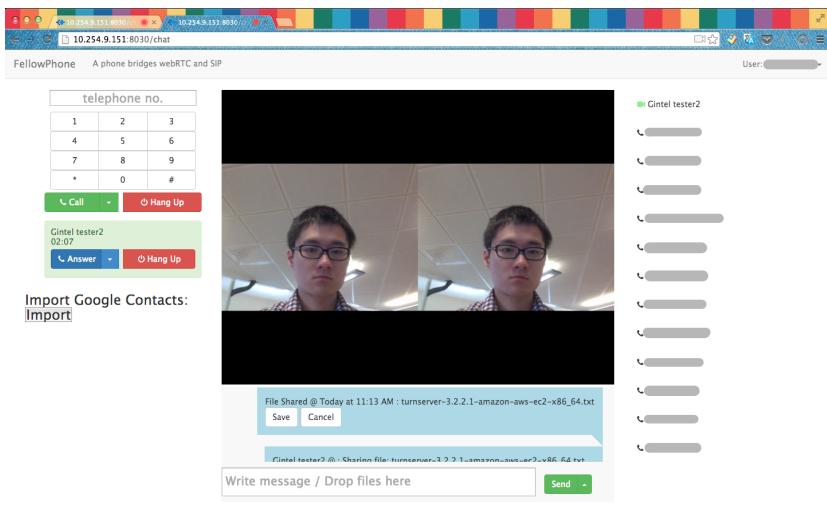 10.254.9.151:8030/
10.254.9.151:8030/
10.254.9.151:8030/chat
FellowPhone A phone bridges webRTC and SIP
User:
telephone no.
1 2 3
4 5 6
7 8 9
* 0 #
Call
Hang Up
Gintel tester2
02:07
Answer
Hang Up
Import Google Contacts:
Import
Gintel tester2
File Shared @ Today at 11:13 AM : turnserver-3.2.2.1-amazon-aws-ec2-x86_64.txt
Save Cancel
Gintel tester2 @ : Sharing file: turnserver-3.2.2.1-amazon-aws-ec2-x86_64.txt
Write message / Drop files here
Send